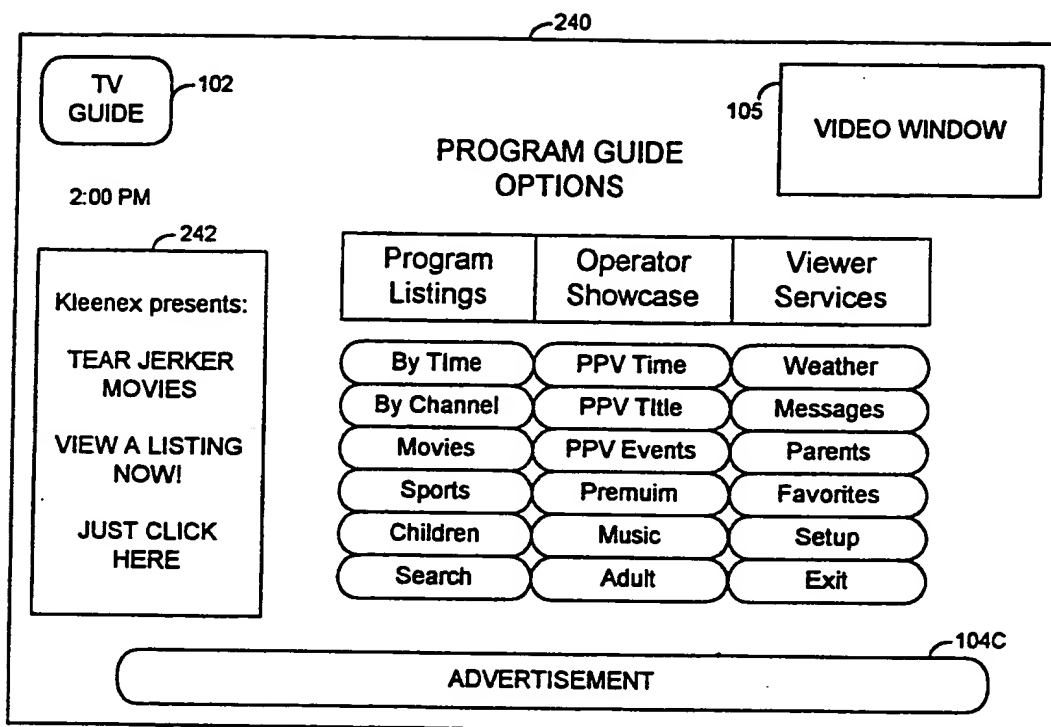 240
TV
GUIDE
102
105
VIDEO WINDOW
PROGRAM GUIDE
OPTIONS
2:00 PM
242
Kleenex presents:
TEAR JERKER
MOVIES
VIEW A LISTING
NOW!
JUST CLICK
HERE
Program
Listings
Operator
Showcase
Viewer
Services
By Time
PPV Time
Weather
By Channel
PPV Title
Messages
Movies
PPV Events
Parents
Sports
Premuim
Favorites
Children
Music
Setup
Search
Adult
Exit
104C
ADVERTISEMENT